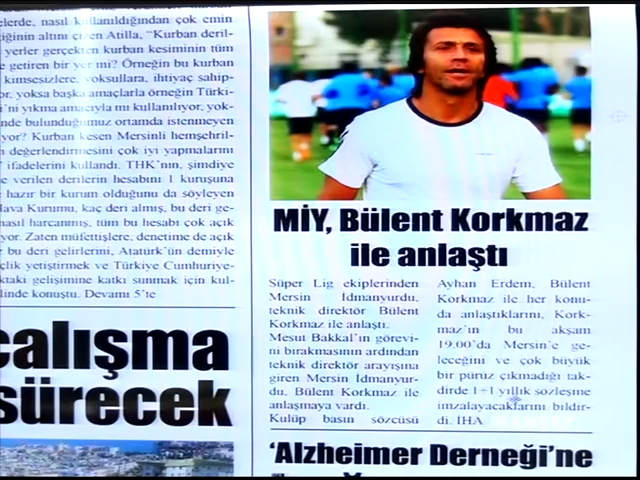 elerde, nasıl kullanıldığından çok emin
ğinin altını çizen Atilla, "Kurban deril-
yerler gerçekten kurban kesiminin tüm
getiren bir yer mi? Örneğin bu kurban
kimsesizlere, yoksullara, ihtiyaç sahip-
r, yoksa başka amaçlarla örneğin Türki-
i'ni yıkma amacıyla mı kullanılıyor, yok-
inde bulunduğumuz ortamda istenmeyen
yor? Kurban kesen Mersinli hemşehril-
n değerlendirmesini çok iyi yapmalarını
" ifadelerini kullandı. THK'nın, şimdiye
e verilen derilerin hesabını 1 kuruşuna
hazır bir kurum olduğunu da söyleyen
Hava Kurumu, kaç deri almış, bu deri ge-
nasıl harcanmış, tüm bu hesabı çok açık
yor. Zaten müfettişlere, denetime de açık
z bu deri gelirlerini, Atatürk'ün demiyle
çlik yetiştirmek ve Türkiye Cumhuriye-
ktaki gelişimine katkı sunmak için kul-
linde konuştu. Devamı 5'te
çalışma
sürecek
MİY, Bülent Korkmaz
ile anlaştı
Süper Lig ekiplerinden
Mersin İdmanyurdu,
teknik direktör Bülent
Korkmaz ile anlaştı.
Mesut Bakkal'ın görevi-
ni bırakmasının ardından
teknik direktör arayışına
giren Mersin İdmanyur-
du, Bülent Korkmaz ile
anlaşmaya vardı.
Kulüp basın sözcüsü
Ayhan Erdem, Bülent
Korkmaz ile her konu-
da anlaştıklarını, Kork-
maz'ın bu akşam
19.00'da Mersin'e ge-
leceğini ve çok büyük
bir pürüz çıkmadığı tak-
dirde 1+1 yıllık sözleşme
imzalayacaklarını bildir-
di. İHA
'Alzheimer Derneği'ne